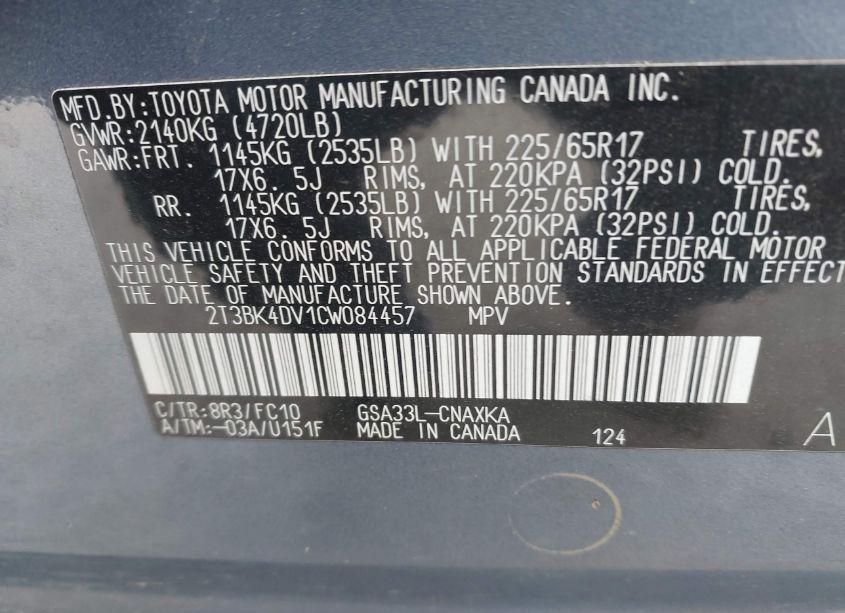 MFD.BY:TOYOTA MOTOR MANUFACTURING CANADA INC.
GVWR:2140KG (4720LB)
GAWR:FRT. 1145KG (2535LB) WITH 225/65R17 TIRES,
17X6. 5J RIMS, AT 220KPA (32PSI) COLD.
RR. 1145KG (2535LB) WITH 225/65R17 TIRES,
17X6. 5J RIMS, AT 220KPA (32PSI) COLD.
THIS VEHICLE CONFORMS TO ALL APPLICABLE FEDERAL MOTOR
VEHICLE SAFETY AND THEFT PREVENTION STANDARDS IN EFFECT
THE DATE OF MANUFACTURE SHOWN ABOVE.
2T3BK4DV1CW084457 MPV
C/TR:8R3/FC10 GSA33L-CNAXKA
A/TM:-03A/U151F MADE IN CANADA 124 A